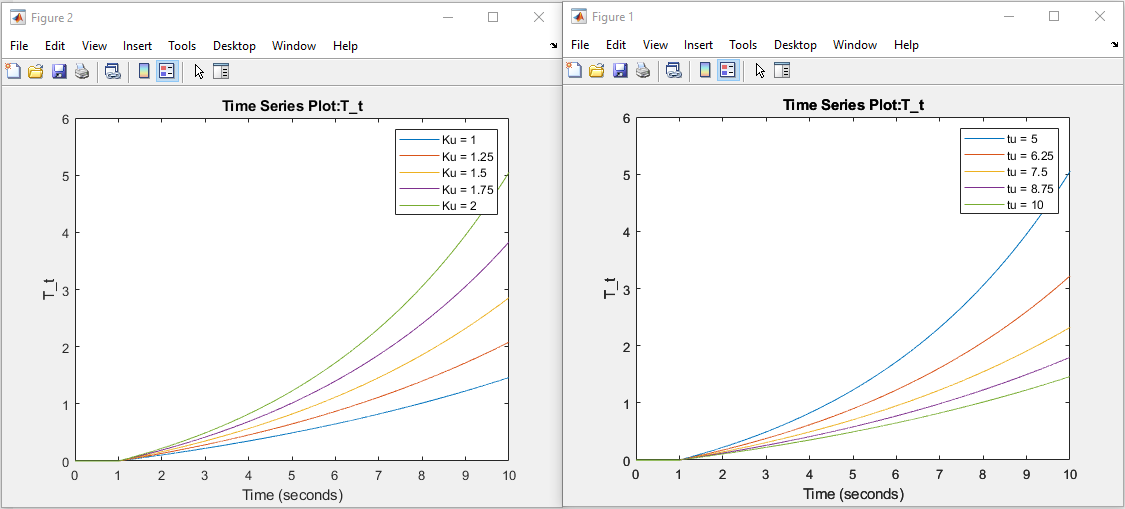 Figure 2
File Edit View Insert Tools Desktop Window Help
Time Series Plot:T_t
6
5
4
3
2
1
0
T_t
Ku = 1
Ku = 1.25
Ku = 1.5
Ku = 1.75
Ku = 2
0 1 2 3 4 5 6 7 8 9 10
Time (seconds)
Figure 1
File Edit View Insert Tools Desktop Window Help
Time Series Plot:T_t
6
5
4
3
2
1
0
T_t
tu = 5
tu = 6.25
tu = 7.5
tu = 8.75
tu = 10
0 1 2 3 4 5 6 7 8 9 10
Time (seconds)